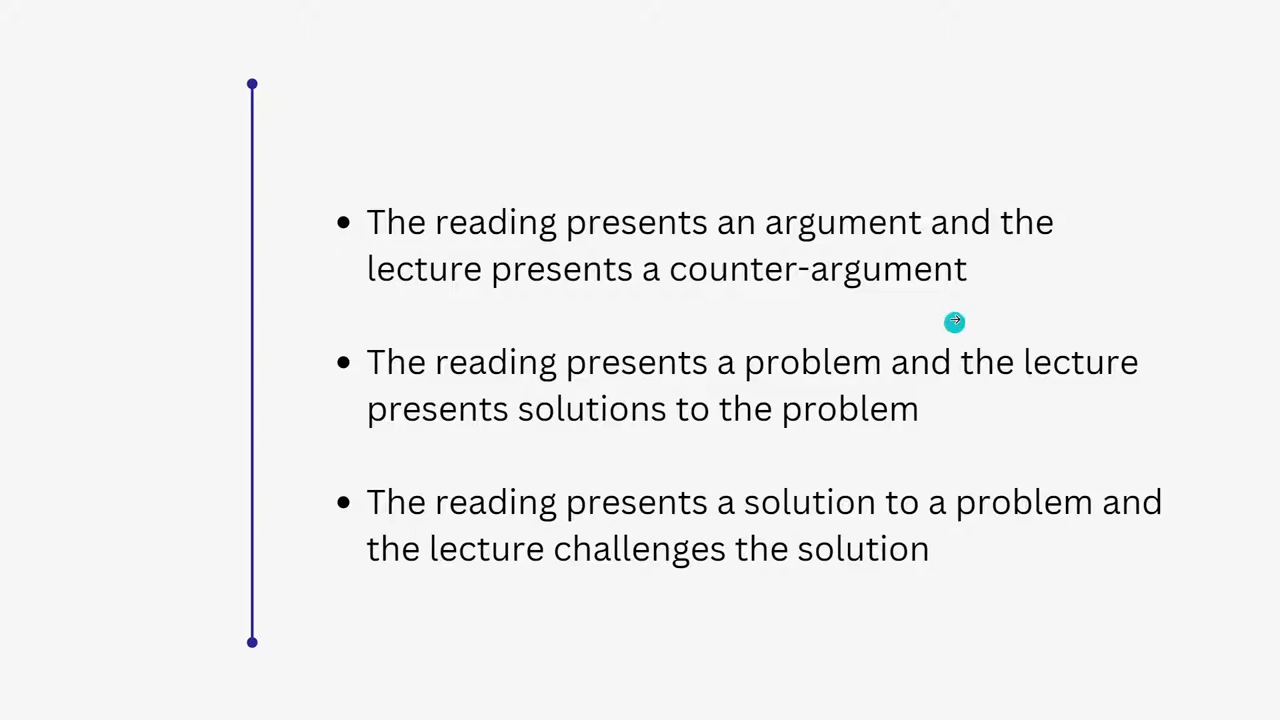 • The reading presents an argument and the
lecture presents a counter-argument
• The reading presents a problem and the lecture
presents solutions to the problem
• The reading presents a solution to a problem and
the lecture challenges the solution